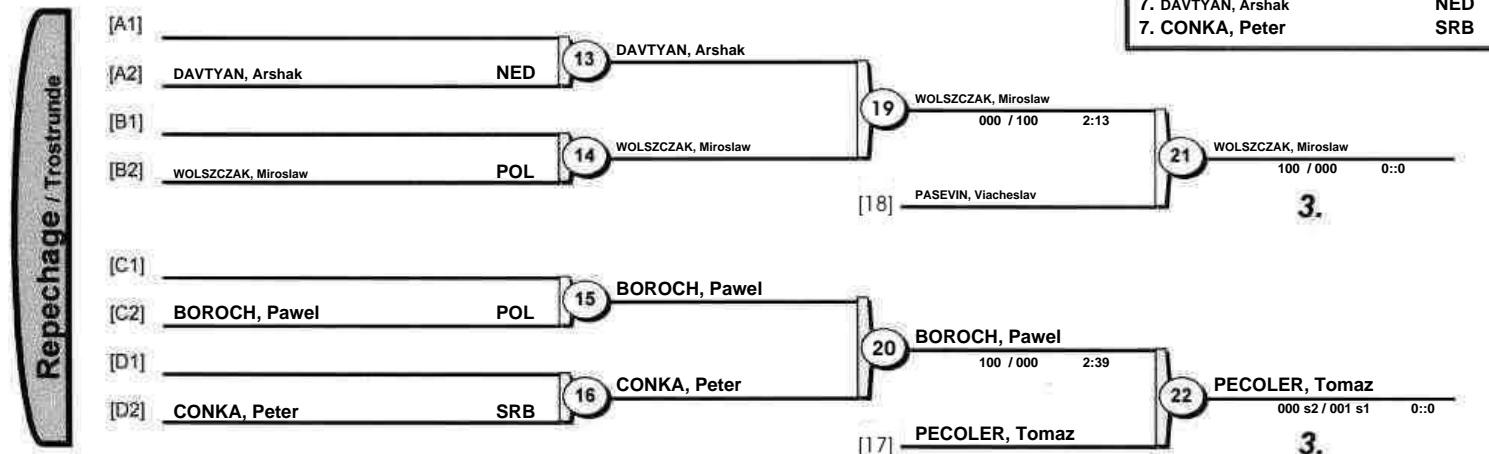 7. DAVTYAN, Arshak NED
7. CONKA, Peter SRB
Repechage / Trostrunde
[A1]
[A2] DAVTYAN, Arshak NED
13 DAVTYAN, Arshak
[B1]
[B2] WOLSZCZAK, Miroslaw POL
14 WOLSZCZAK, Miroslaw
19 WOLSZCZAK, Miroslaw
000 / 100 2:13
[18] PASEVIN, Viacheslav
21 WOLSZCZAK, Miroslaw
100 / 000 0::0
3.
[C1]
[C2] BOROCH, Pawel POL
15 BOROCH, Pawel
[D1]
[D2] CONKA, Peter SRB
16 CONKA, Peter
20 BOROCH, Pawel
100 / 000 2:39
[17] PECOLER, Tomaz
22 PECOLER, Tomaz
000 s2 / 001 s1 0::0
3.